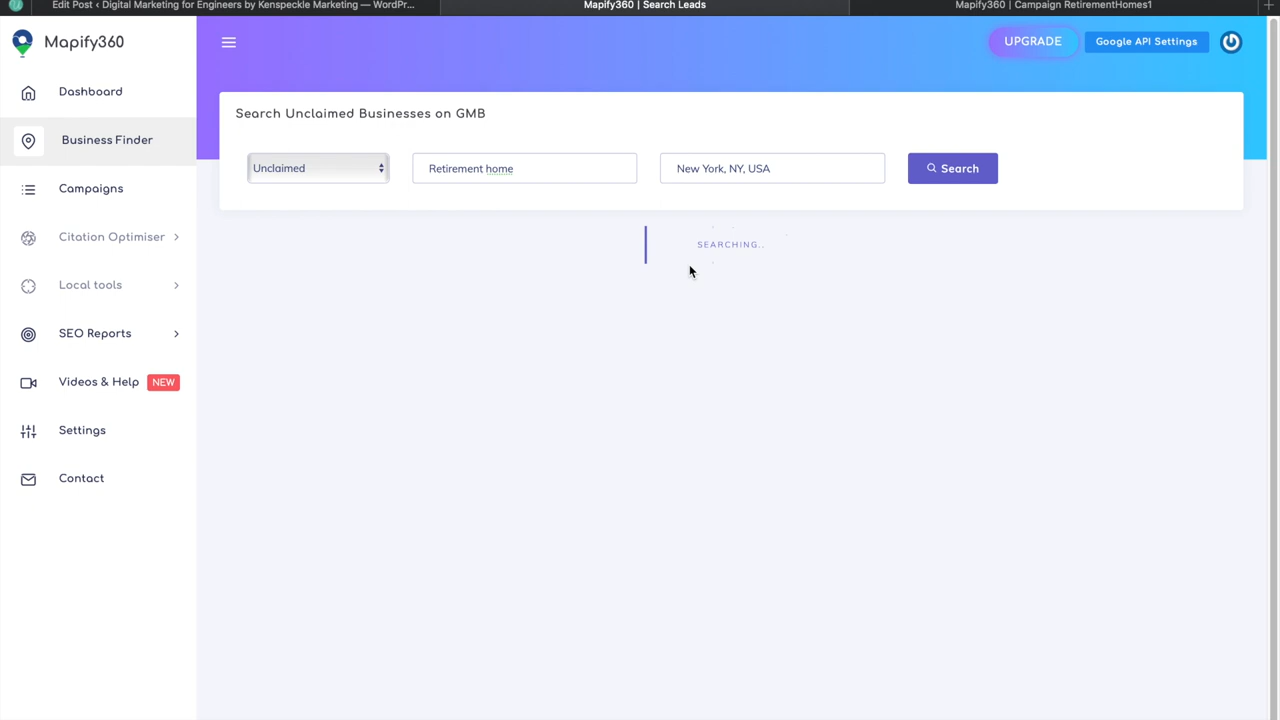 Edit Post ‹ Digital Marketing for Engineers by Kenspeckle Marketing — WordPr...
Mapify360 | Search Leads
Mapify360 | Campaign RetirementHomes1
Mapify360
UPGRADE
Google API Settings
Dashboard
Search Unclaimed Businesses on GMB
Business Finder
Unclaimed
Retirement home
New York, NY, USA
Search
Campaigns
Citation Optimiser
SEARCHING..
Local tools
SEO Reports
Videos & Help NEW
Settings
Contact